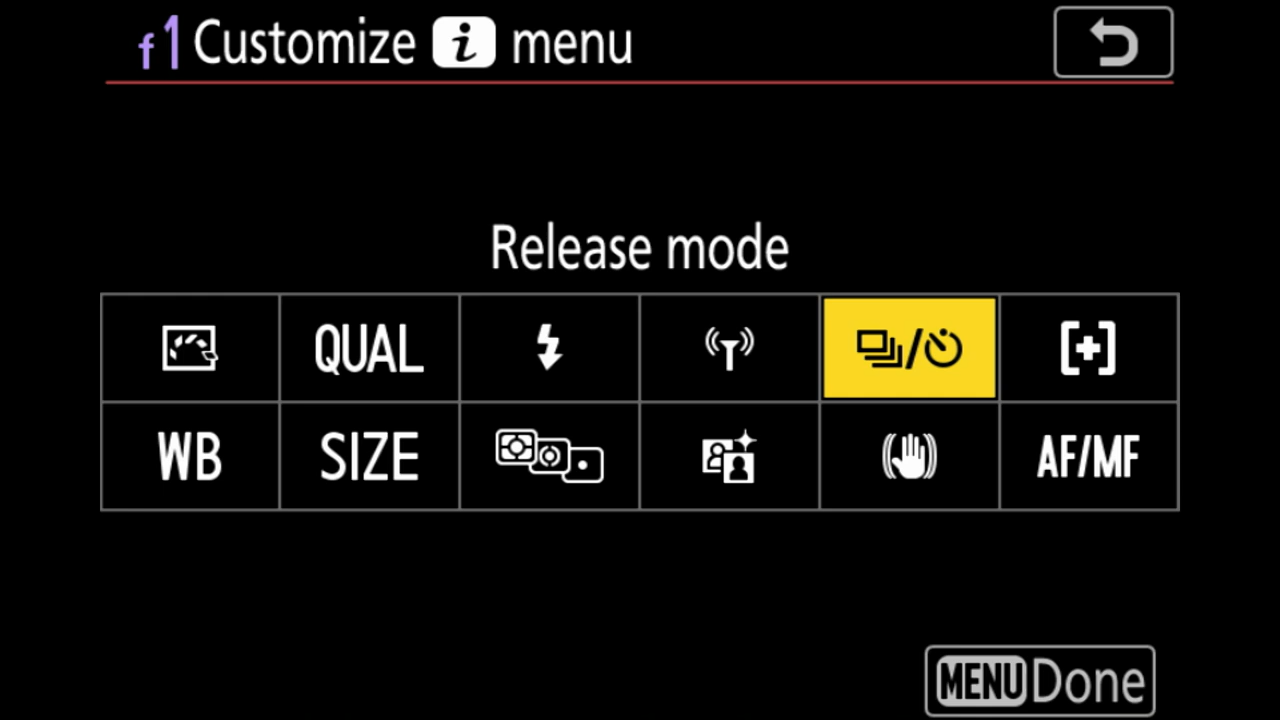 f1 Customize i menu
Release mode
QUAL
WB SIZE AF/MF
MENU Done